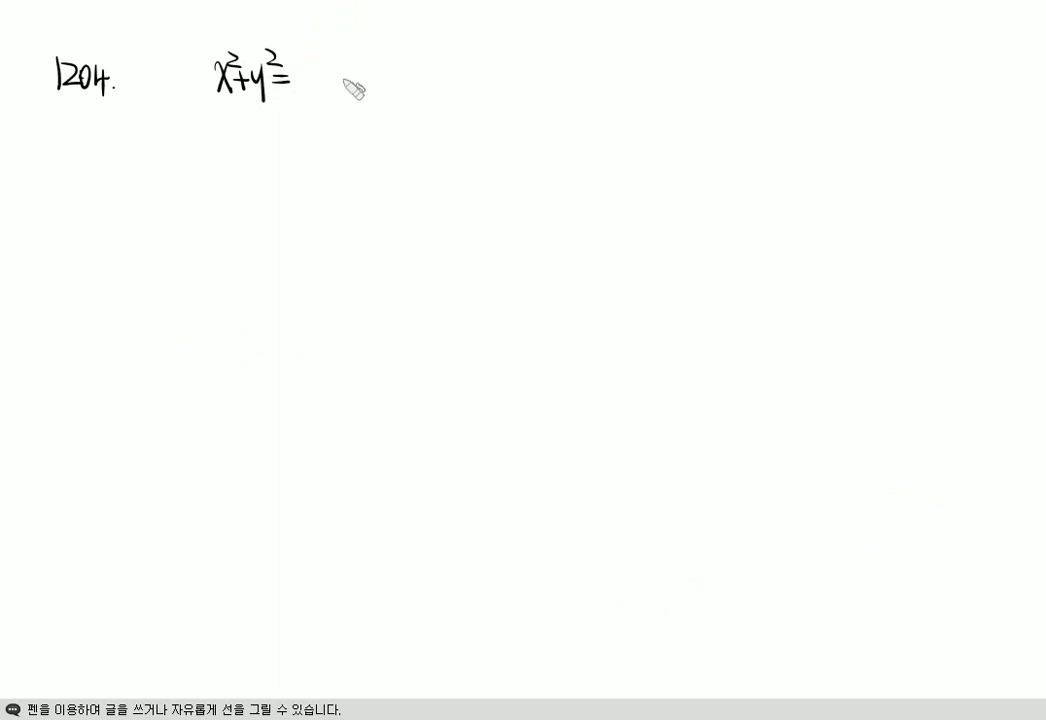 1204. x²+y²=
펜을 이용하여 글을 쓰거나 자유롭게 선을 그릴 수 있습니다.